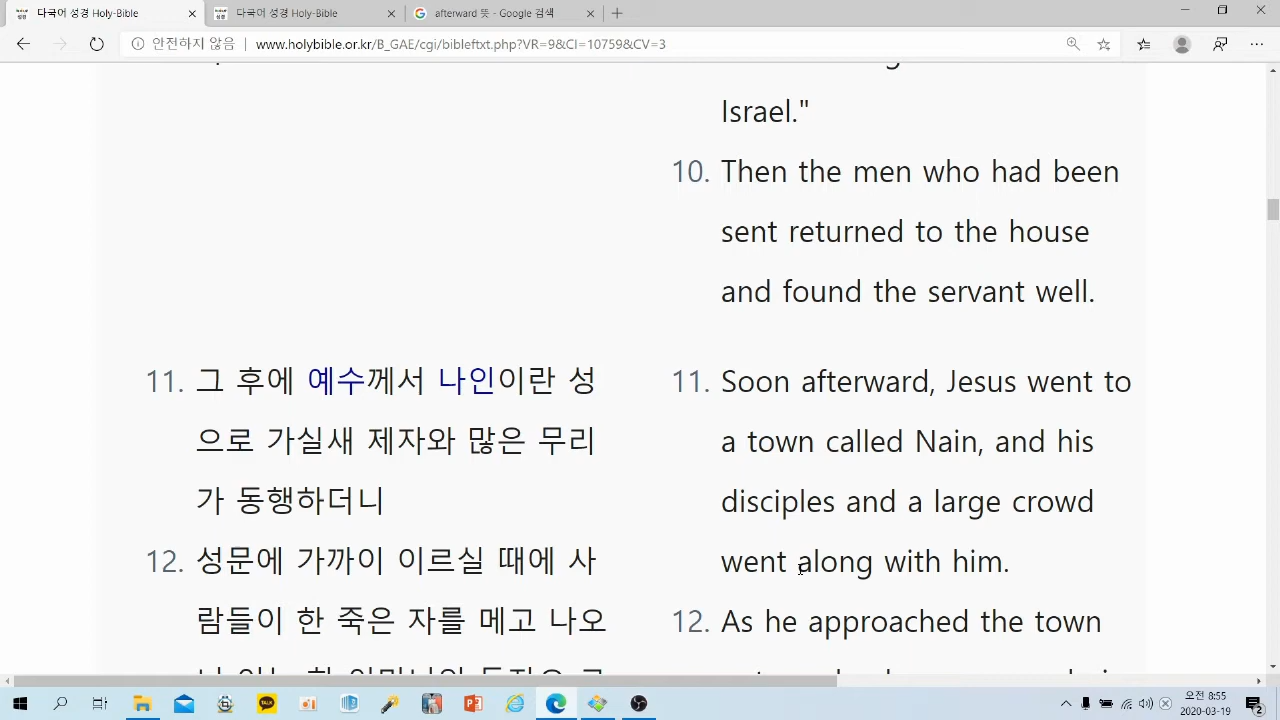 다국어 성경 Holy-Bible
다국어 성경 Holy-Bible
afterward 뜻 - Google 검색
안전하지 않음
www.holybible.or.kr/B_GAE/cgi/bibleftxt.php?VR=9&CI=10759&CV=3
Israel."
10. Then the men who had been
sent returned to the house
and found the servant well.
11. 그 후에 예수께서 나인이란 성
으로 가실새 제자와 많은 무리
가 동행하더니
12. 성문에 가까이 이르실 때에 사
람들이 한 죽은 자를 메고 나오
11. Soon afterward, Jesus went to
a town called Nain, and his
disciples and a large crowd
went along with him.
12. As he approached the town
TALK
오전 8:55
2020-03-19
2